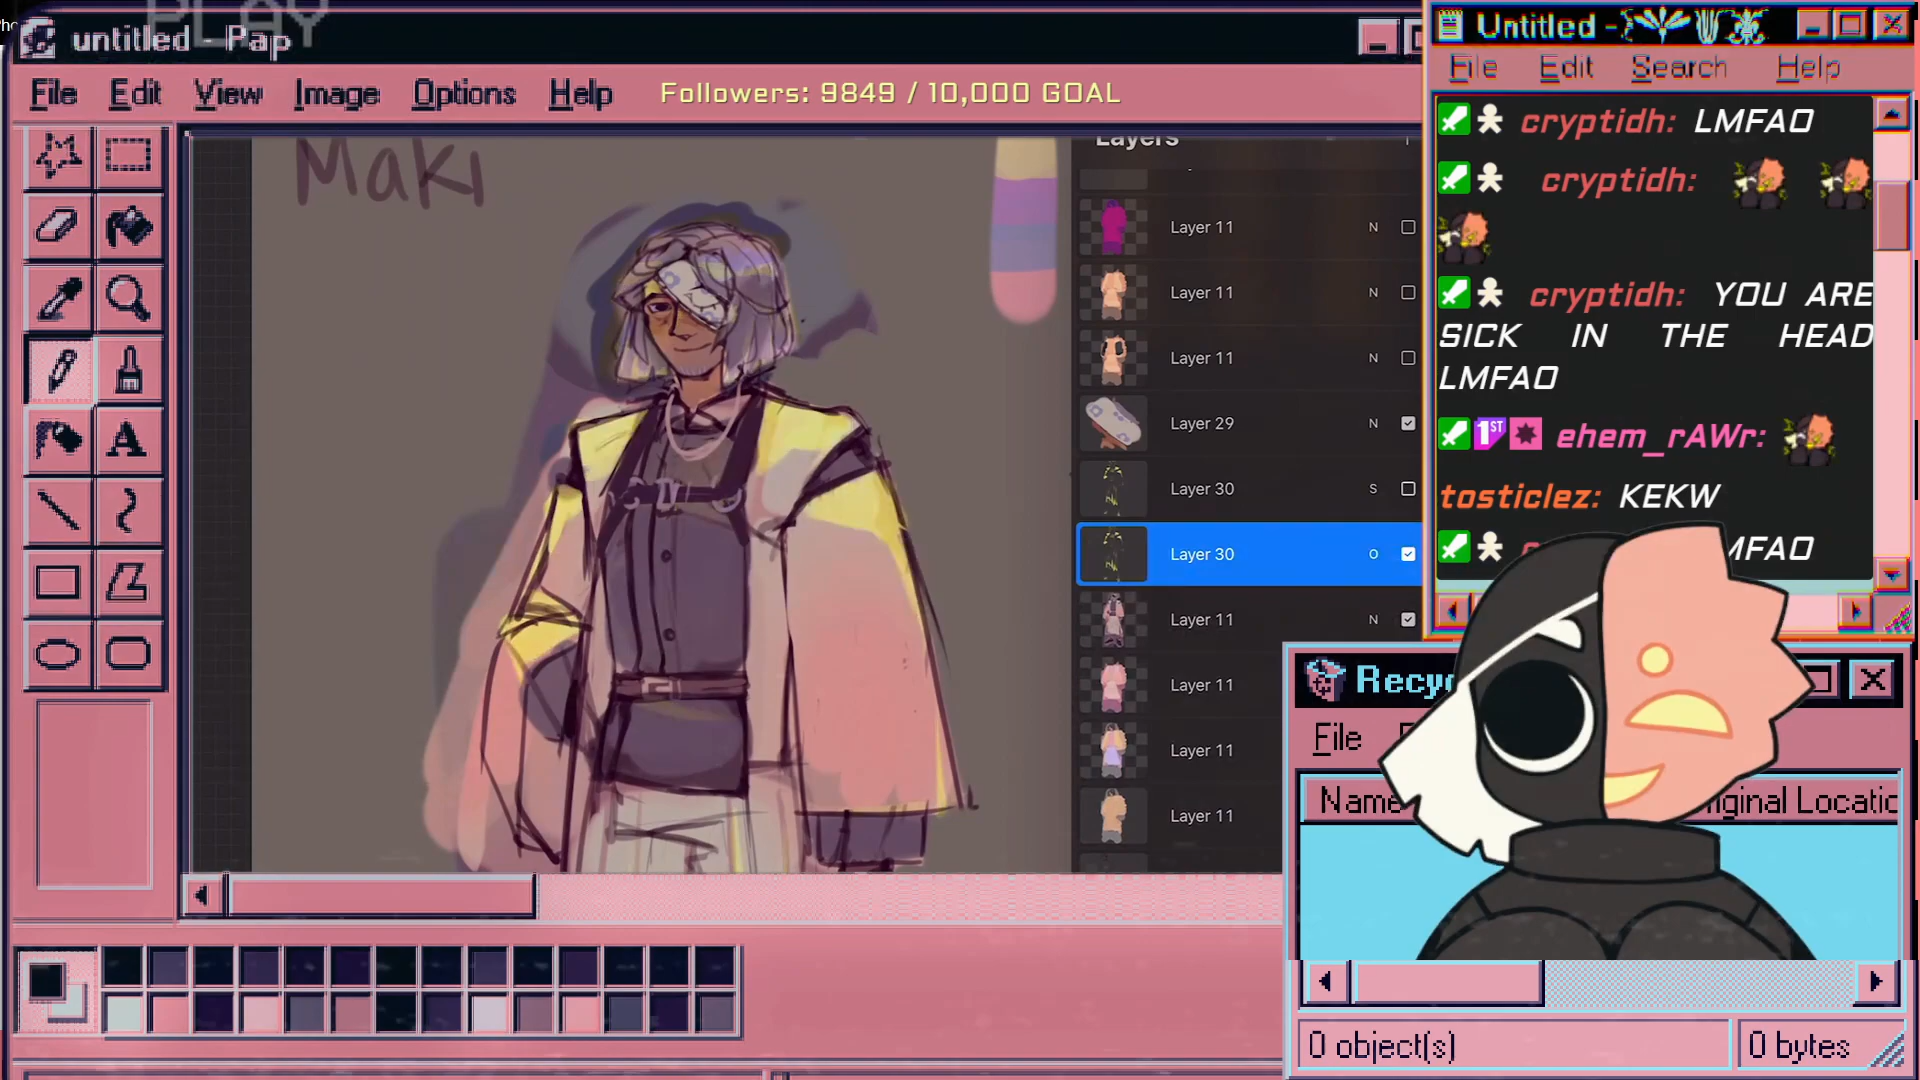 PLAY
untitled - Pap
File Edit View Image Options Help
Followers: 9849 / 10,000 GOAL
Maki
Layers
Layer 11 N
Layer 11 N
Layer 11 N
Layer 29 N
Layer 30 S
Layer 30 O
Layer 11 N
Layer 11
Layer 11
Layer 11
Untitled -
File Edit Search Help
cryptidh: LMFAO
cryptidh:
cryptidh: YOU ARE
SICK IN THE HEAD
LMFAO
1ST ehem_rAWr:
tosticlez: KEKW
MFAO
Recyc
File
Name
iginal Locatio
0 object(s)
0 bytes